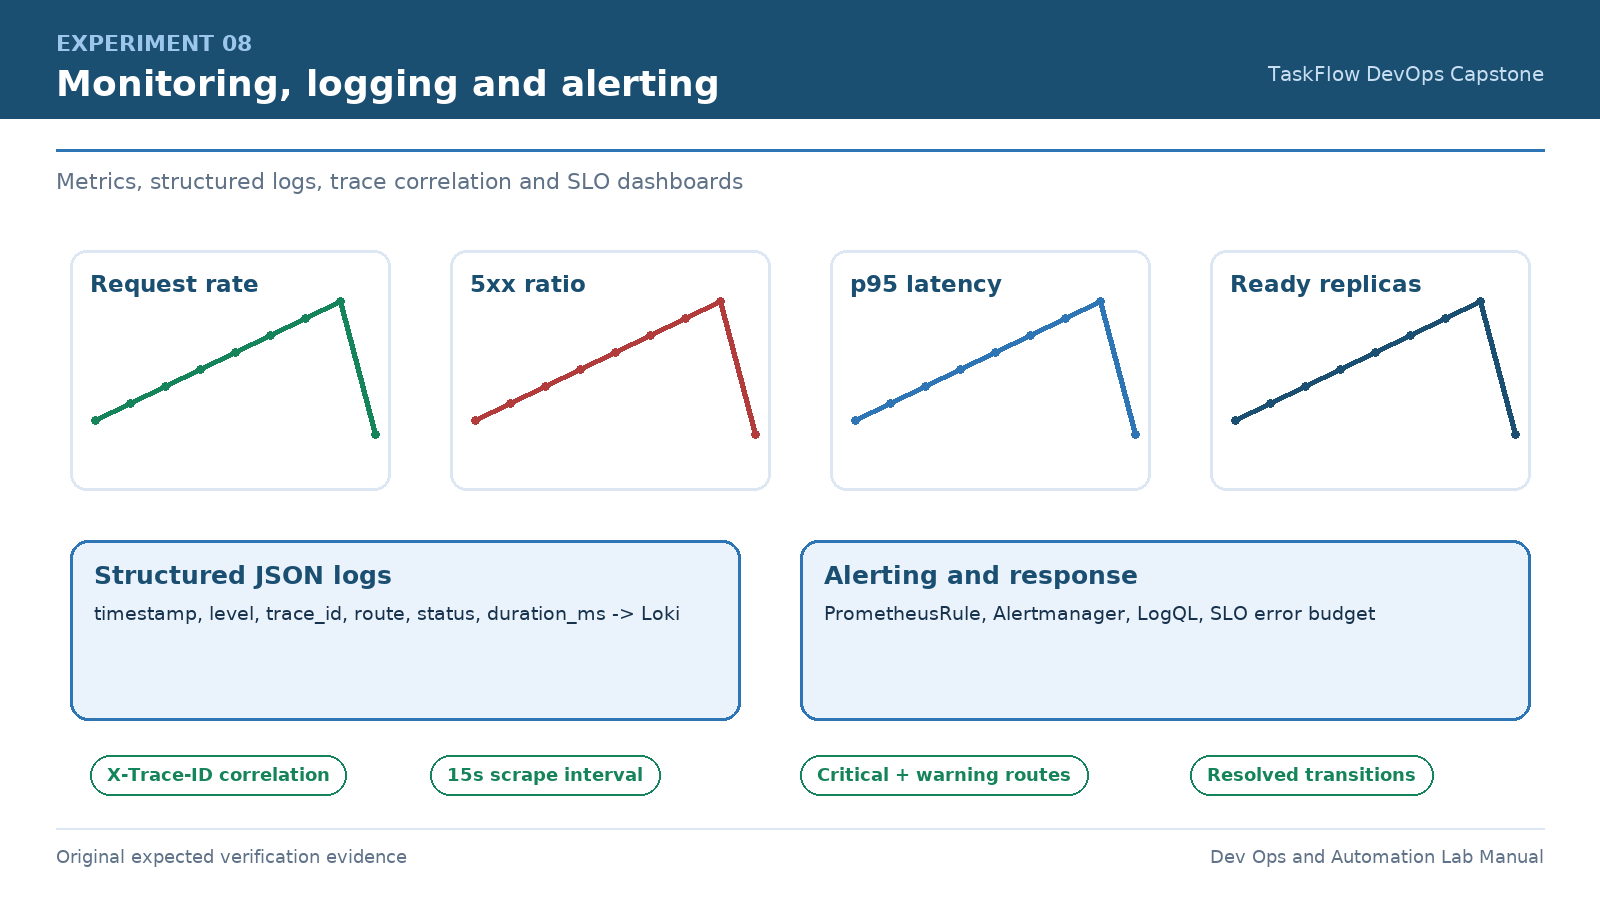 EXPERIMENT 08
Monitoring, logging and alerting
TaskFlow DevOps Capstone
Metrics, structured logs, trace correlation and SLO dashboards
Request rate
5xx ratio
p95 latency
Ready replicas
Structured JSON logs
timestamp, level, trace_id, route, status, duration_ms -> Loki
Alerting and response
PrometheusRule, Alertmanager, LogQL, SLO error budget
X-Trace-ID correlation
15s scrape interval
Critical + warning routes
Resolved transitions
Original expected verification evidence
Dev Ops and Automation Lab Manual